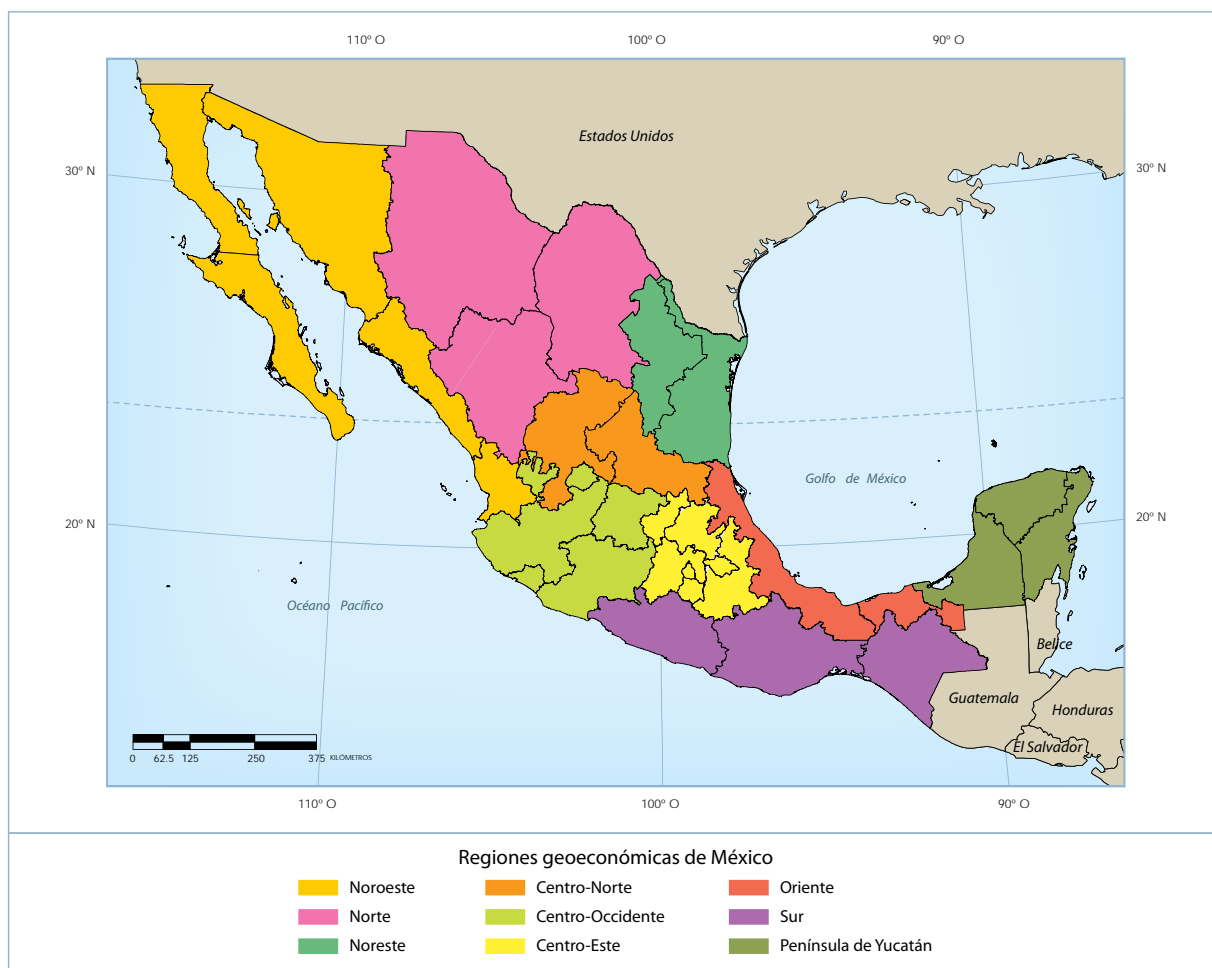 110º O 100º O 90º O
Estados Unidos
30º N 30º N
Golfo de México
20º N 20º N
Océano Pacífico
Belice
Guatemala
Honduras
El Salvador
0 62.5 125 250 375 KILÓMETROS
110º O 100º O 90º O
Regiones geoeconómicas de México
Noroeste Centro-Norte Oriente
Norte Centro-Occidente Sur
Noreste Centro-Este Península de Yucatán